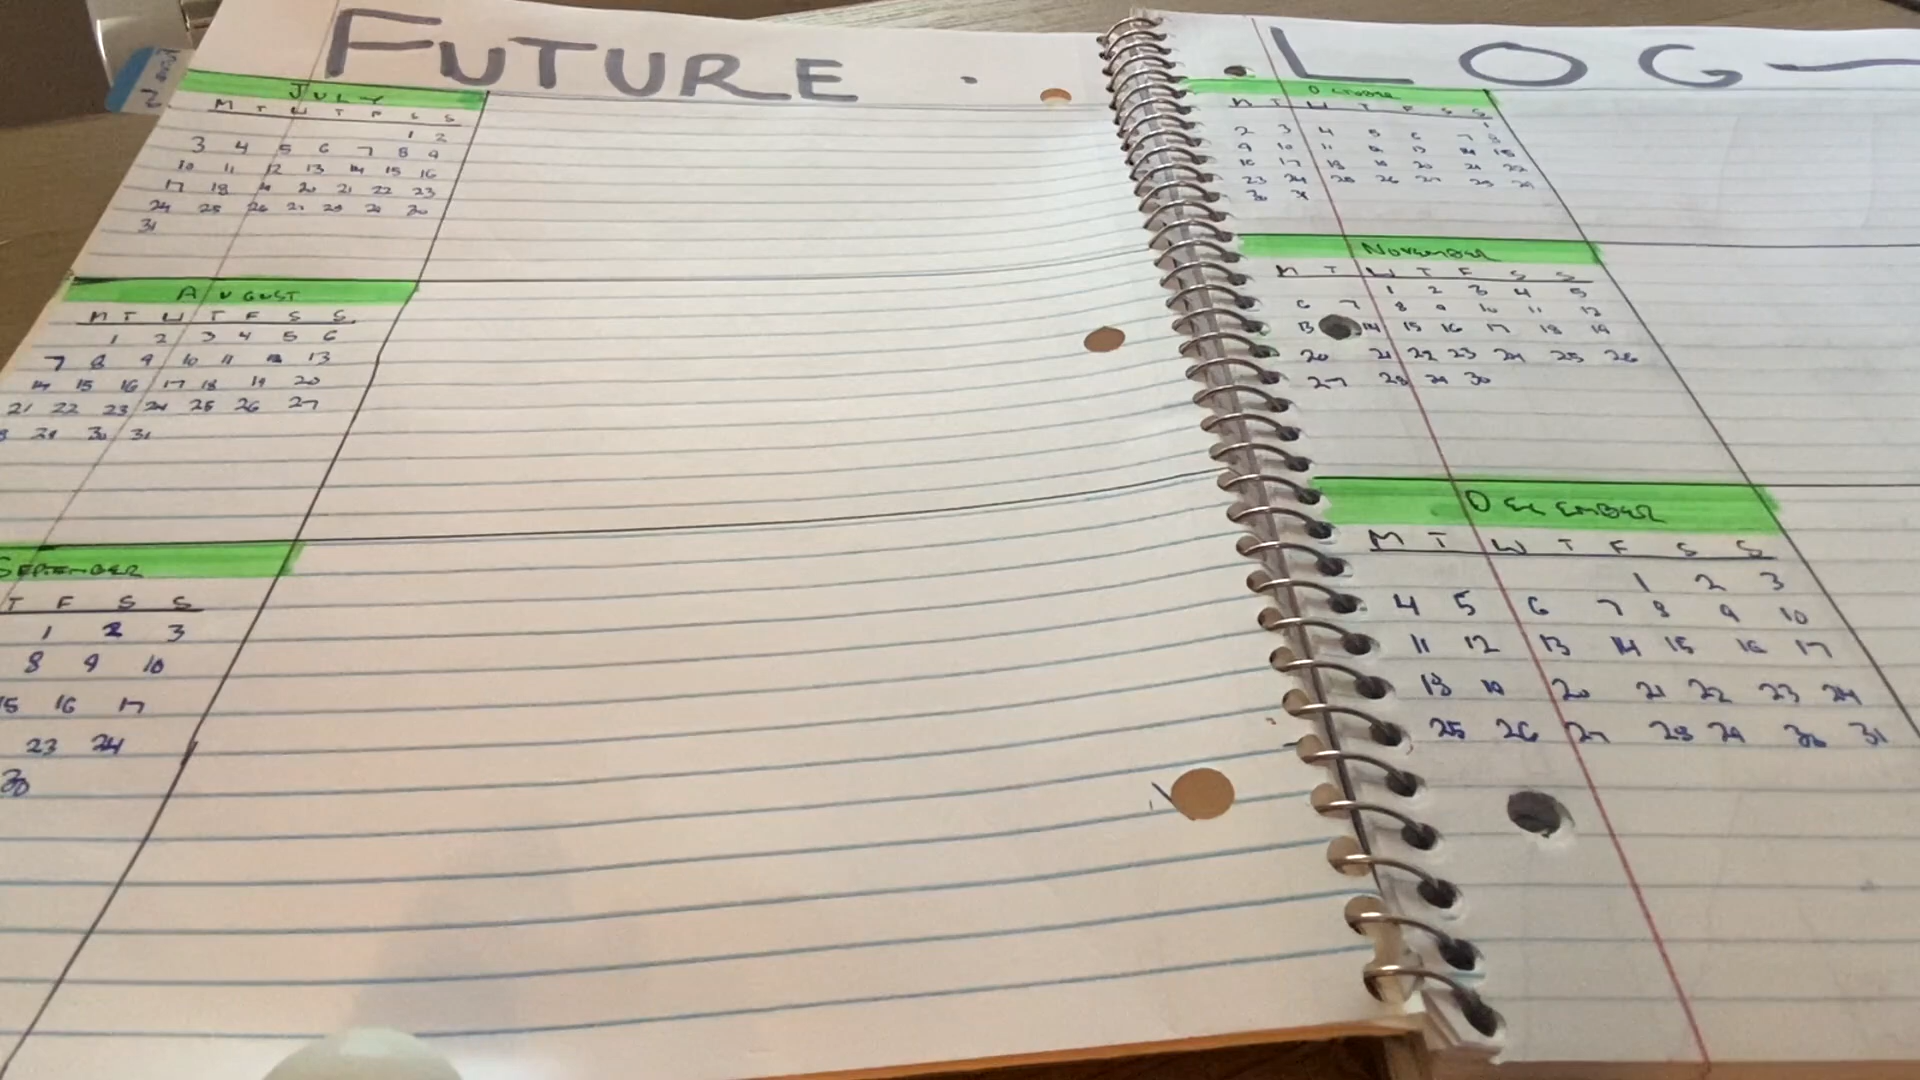 FUTURE
JULY
M T W T F S S
1 2
3 4 5 6 7 8 9
10 11 12 13 14 15 16
17 18 19 20 21 22 23
24 25 26 27 28 29 30
31
AUGUST
M T W T F S S
1 2 3 4 5 6
7 8 9 10 11 12 13
14 15 16 17 18 19 20
21 22 23 24 25 26 27
29 30 31
SEPTEMBER
T F S S
1 2 3
8 9 10
15 16 17
23 24
30
LOG
OCTOBER
M T W T F S S
1
2 3 4 5 6 7 8
9 10 11 12 13 14 15
16 17 18 19 20 21 22
23 24 25 26 27 28 29
30 31
NOVEMBER
M T W T F S S
1 2 3 4 5
6 7 8 9 10 11 12
13 14 15 16 17 18 19
20 21 22 23 24 25 26
27 28 29 30
DECEMBER
M T W T F S S
1 2 3
4 5 6 7 8 9 10
11 12 13 14 15 16 17
18 19 20 21 22 23 24
25 26 27 28 29 30 31